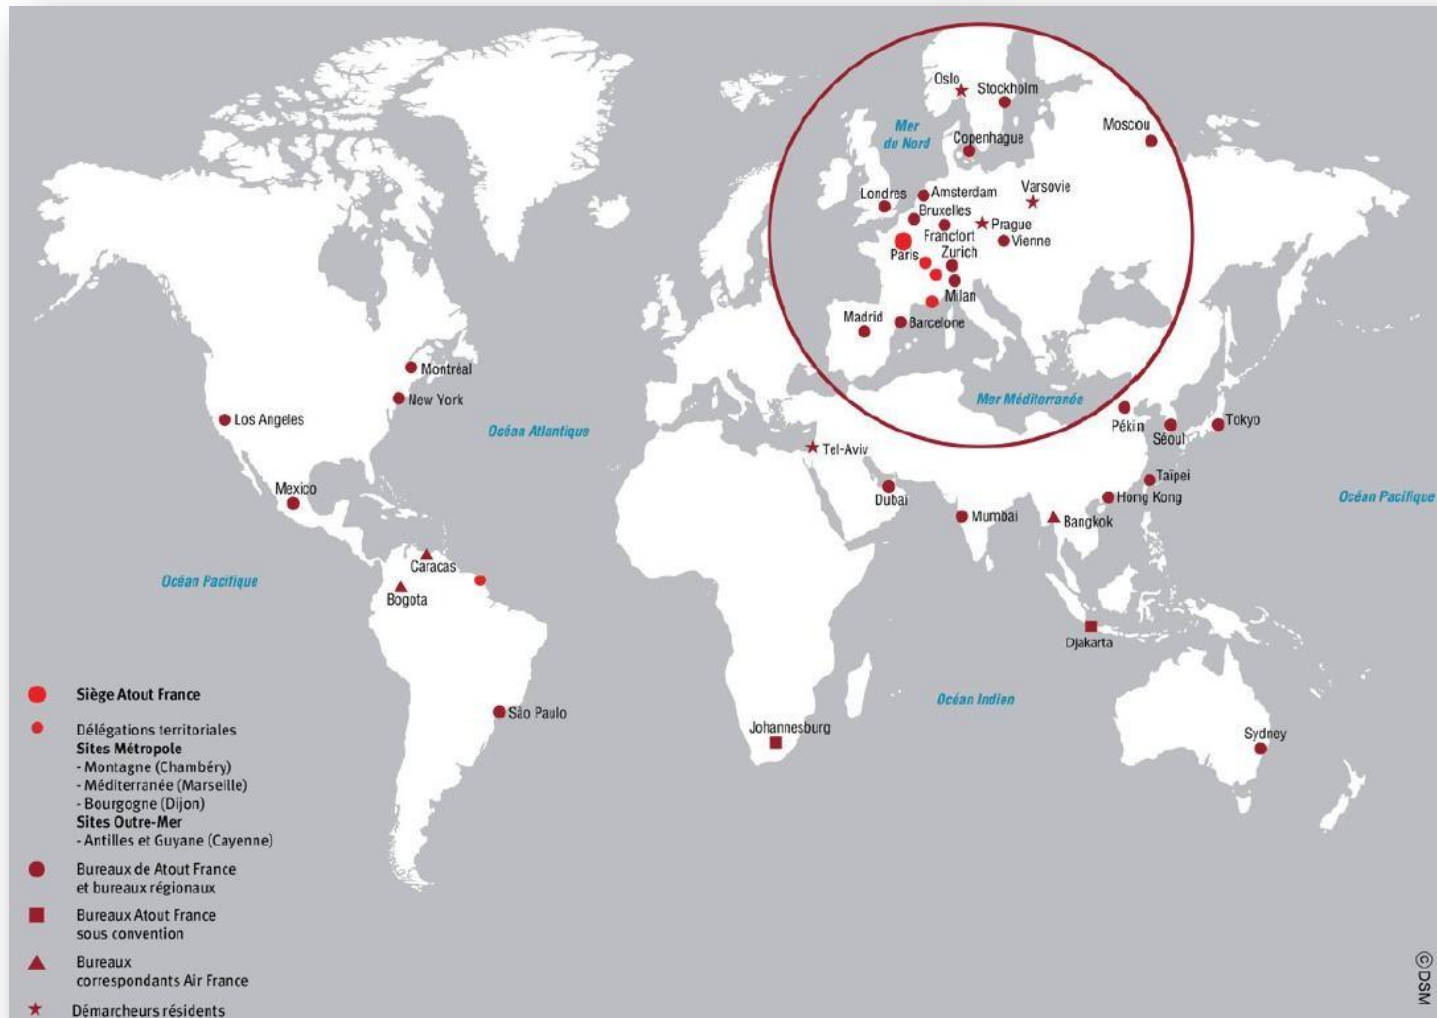 Oslo
Stockholm
Mer
du Nord
Copenhague
Moscou
Londres
Amsterdam
Varsovie
Bruxelles
Prague
Francfort
Vienne
Paris
Zurich
Milan
Madrid
Barcelone
Mer Méditerranée
Montréal
New York
Los Angeles
Océan Atlantique
Mexico
Tel-Aviv
Dubai
Mumbai
Pékin
Séoul
Tokyo
Taïpei
Hong Kong
Bangkok
Océan Pacifique
Caracas
Bogota
Océan Pacifique
Djakarta
Océan Indien
São Paulo
Johannesburg
Sydney
Siège Atout France
Délégations territoriales
Sites Métropole
- Montagne (Chambéry)
- Méditerranée (Marseille)
- Bourgogne (Dijon)
Sites Outre-Mer
- Antilles et Guyane (Cayenne)
Bureaux de Atout France
et bureaux régionaux
Bureaux Atout France
sous convention
Bureaux
correspondants Air France
Démarcheurs résidents
©DSM